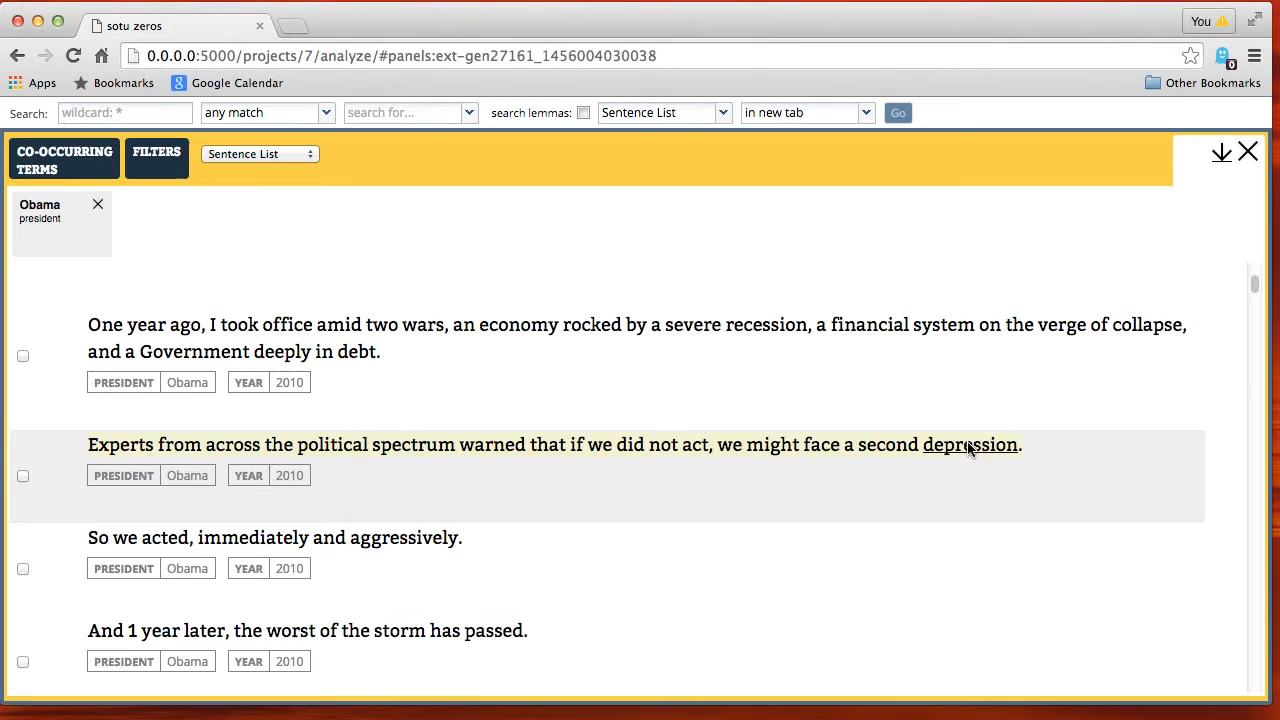 sotu zeros
You
0.0.0.0:5000/projects/7/analyze/#panels:ext-gen27161_1456004030038
0
Apps Bookmarks Google Calendar Other Bookmarks
Search: wildcard: * any match search for... search lemmas: Sentence List in new tab Go
CO-OCCURRING
TERMS
FILTERS
Sentence List
Obama
president
One year ago, I took office amid two wars, an economy rocked by a severe recession, a financial system on the verge of collapse,
and a Government deeply in debt.
PRESIDENT Obama YEAR 2010
Experts from across the political spectrum warned that if we did not act, we might face a second depression.
PRESIDENT Obama YEAR 2010
So we acted, immediately and aggressively.
PRESIDENT Obama YEAR 2010
And 1 year later, the worst of the storm has passed.
PRESIDENT Obama YEAR 2010